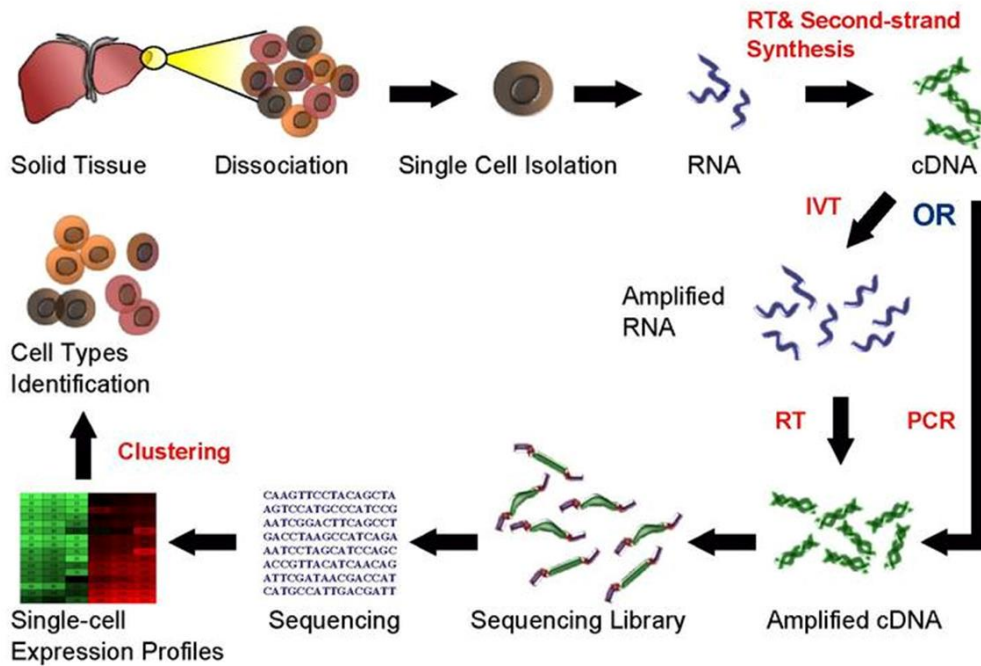 RT& Second-strand
Synthesis
Solid Tissue
Dissociation
Single Cell Isolation
RNA
cDNA
IVT
OR
Amplified
RNA
RT
PCR
Amplified cDNA
Sequencing Library
CAAGTTCCTACAGCTA
AGTCCATGCCCATCCG
AATCGGACTTCAGCCT
GACCTAAGCCATCAGA
AATCCTAGCATCCAGC
ACCGTTACATCAACAG
ATTCGATAACGACCAT
CATGCCATTGACGATT
Sequencing
Single-cell
Expression Profiles
Clustering
Cell Types
Identification